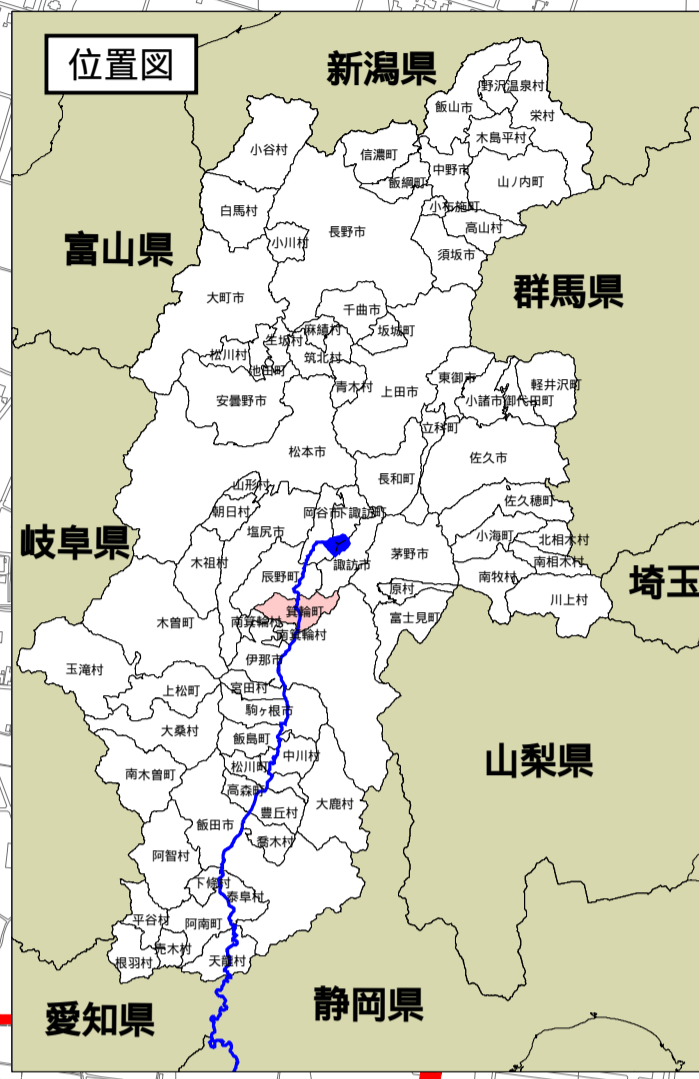 位置図
新潟県
野沢温泉村
飯山市
栄村
木島平村
小谷村
信濃町
飯綱町
中野市
山ノ内町
白馬村
小布施町
高山村
小川村
長野市
須坂市
富山県
群馬県
大町市
千曲市
麻績村
坂城町
生坂村
松川村
筑北村
池田町
青木村
上田市
東御市
軽井沢町
安曇野市
小諸市
御代田町
立科町
松本市
佐久市
長和町
山形村
佐久穂町
朝日村
岡谷市
下諏訪町
塩尻市
小海町
北相木村
岐阜県
茅野市
諏訪市
南相木村
木祖村
辰野町
南牧村
埼玉
原村
川上村
箕輪町
富士見町
木曽町
南箕輪村
南箕輪村
伊那市
玉滝村
上松町
宮田村
駒ヶ根市
大桑村
飯島町
中川村
山梨県
南木曽町
松川町
高森町
大鹿村
豊丘村
飯田市
喬木村
阿智村
下條村
泰阜村
平谷村
阿南町
売木村
根羽村
天龍村
愛知県
静岡県